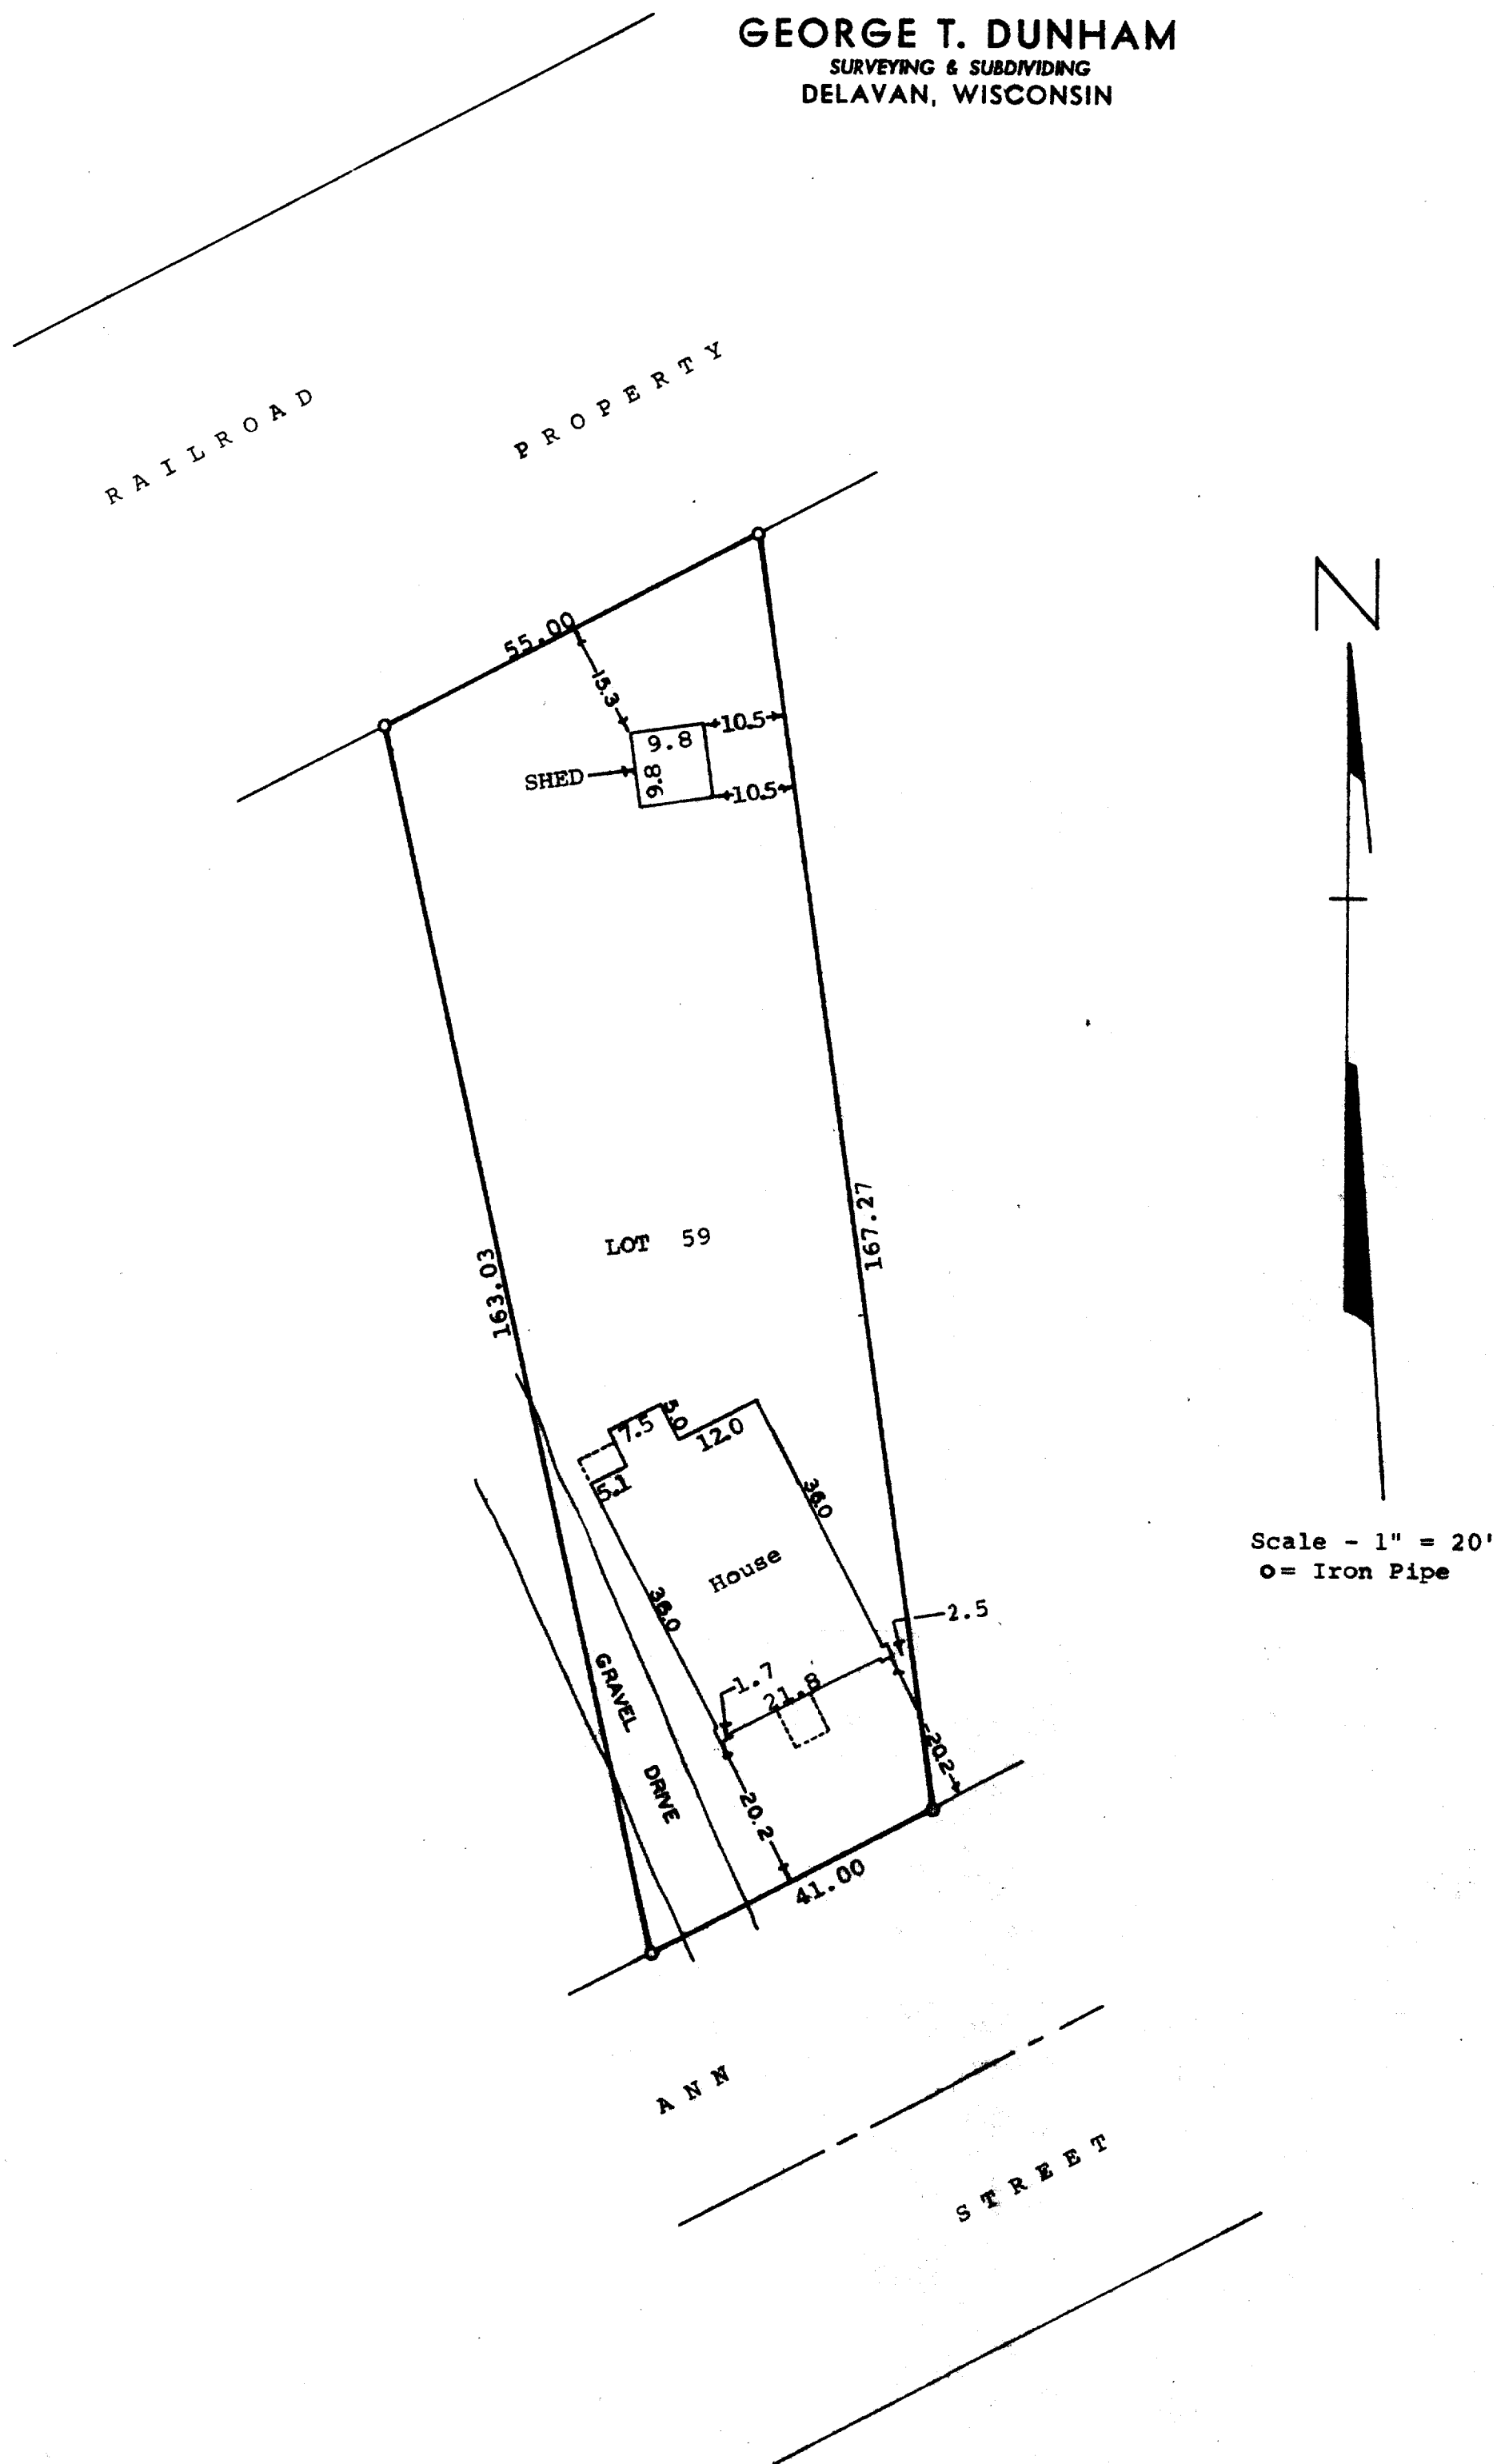 GEORGE T. DUNHAM
SURVEYING & SUBDIVIDING
DELAVAN, WISCONSIN
RAILROAD PROPERTY
N
55.00
15.3
9.8
10.5
SHED
9.8
10.5
167.27
LOT 59
163.03
7.5
5.0
12.0
5.1
36.0
Scale - 1" = 20'
o= Iron Pipe
House
36.0
2.5
GRAVEL DRIVE
1.7
21.8
20.2
20.2
41.00
ANN STREET